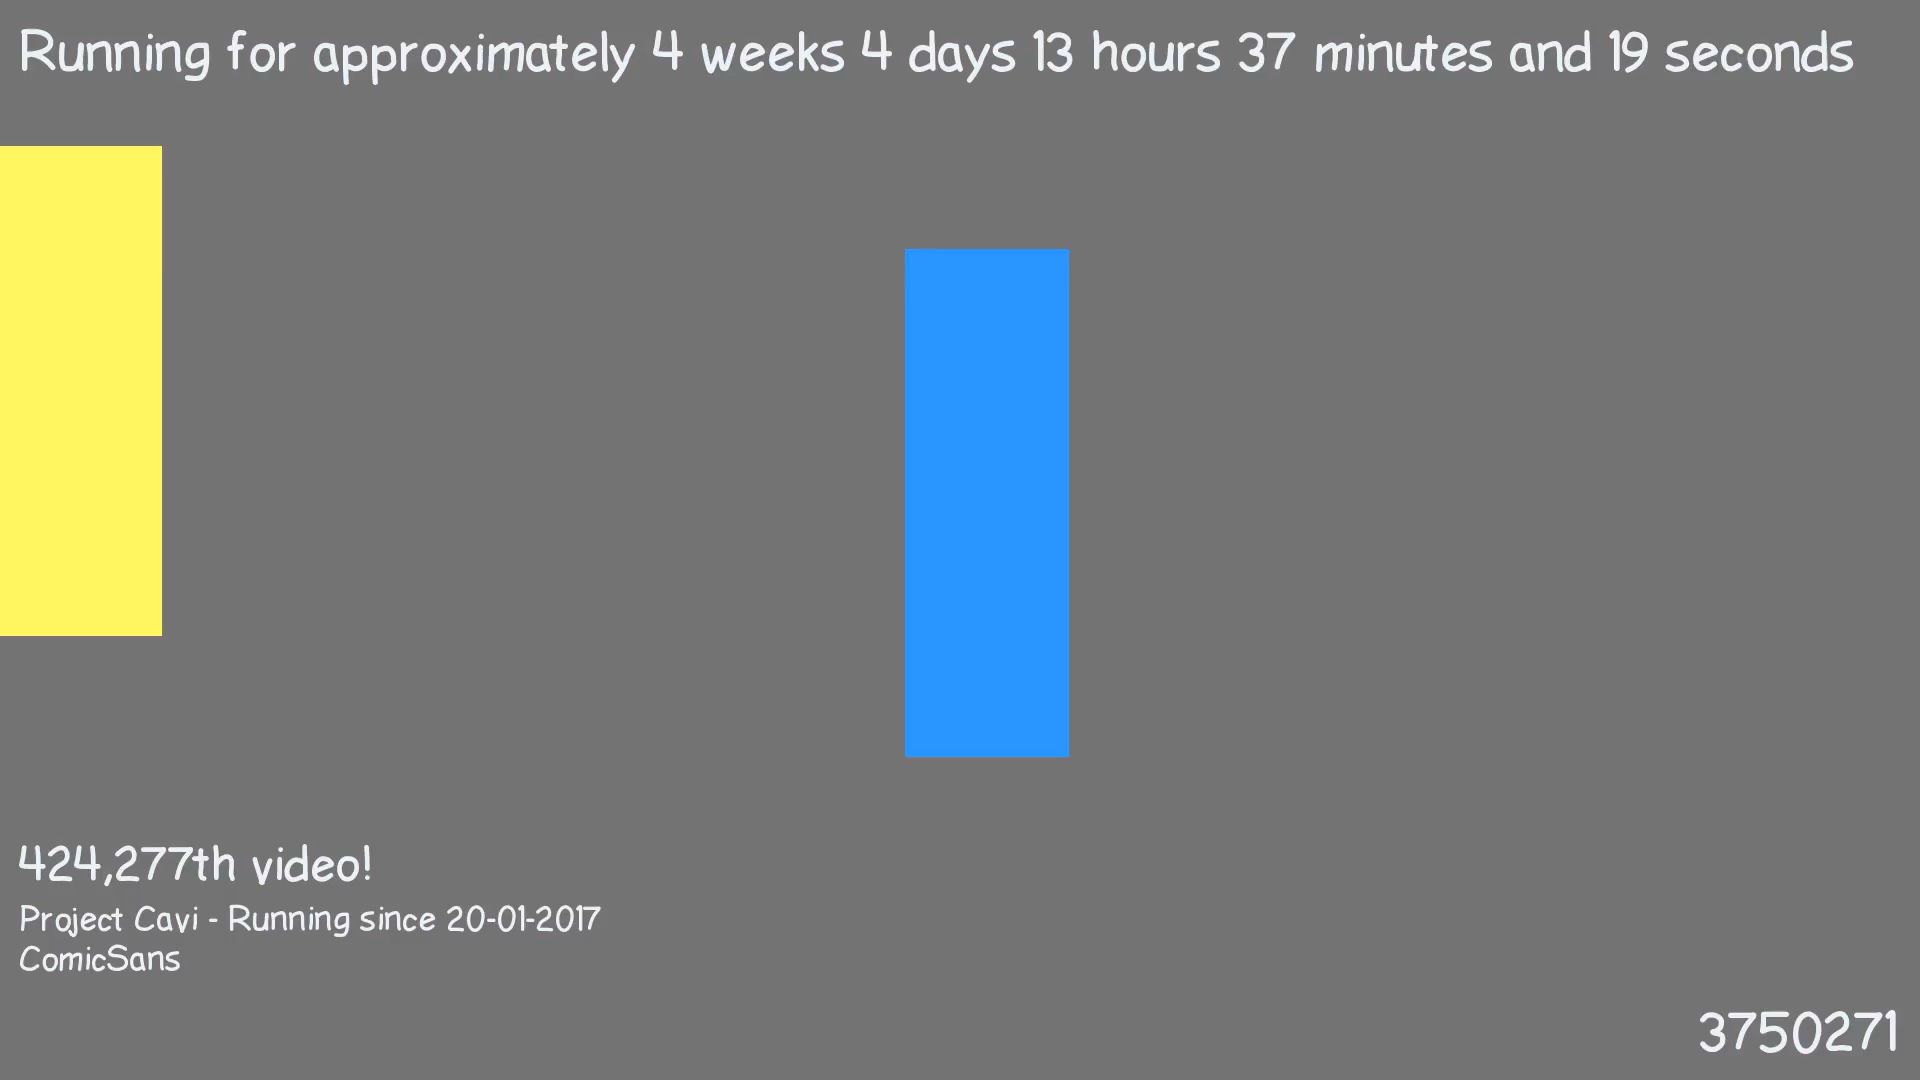 Running for approximately 4 weeks 4 days 13 hours 37 minutes and 19 seconds
424,277th video!
Project Cavi - Running since 20-01-2017
ComicSans
3750271